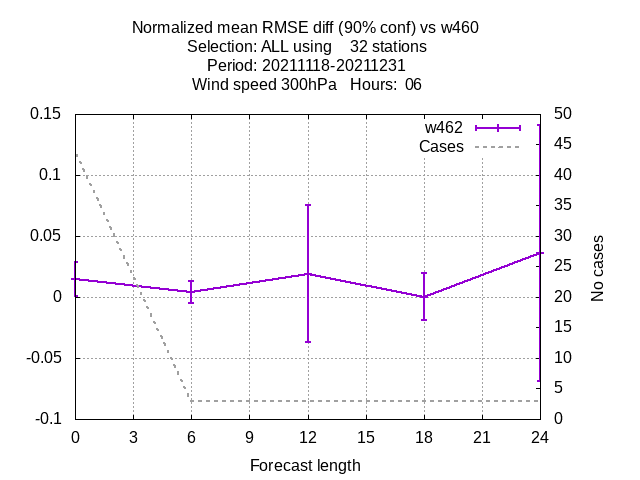 Normalized mean RMSE diff (90% conf) vs w460
Selection: ALL using    32 stations
Period: 20211118-20211231
Wind speed 300hPa   Hours:  06
w462
Cases
0.15
0.1
0.05
0
-0.05
-0.1
50
45
40
35
30
25
20
15
10
5
0
No cases
0 3 6 9 12 15 18 21 24
Forecast length